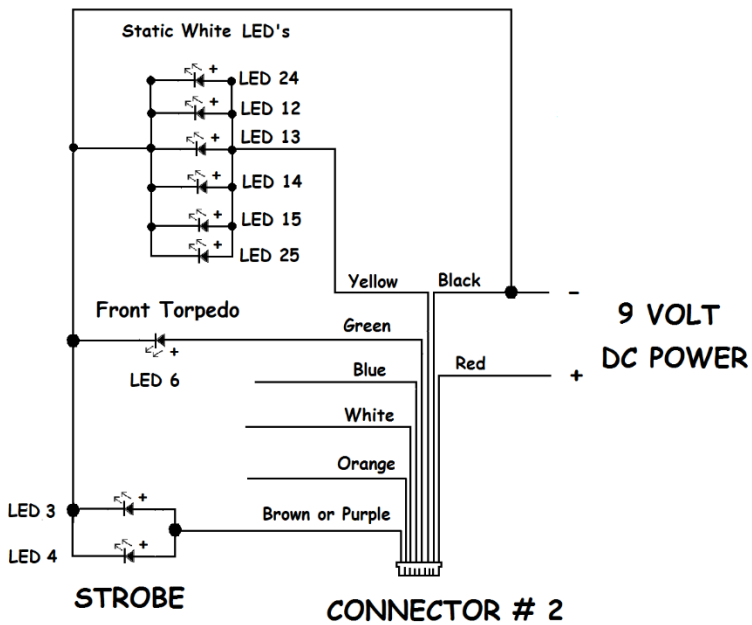 Static White LED's
+ LED 24
+ LED 12
+ LED 13
+ LED 14
+ LED 15
+ LED 25
Yellow
Black
-
9 VOLT
DC POWER
Front Torpedo
+
LED 6
Green
Red
+
Blue
White
Orange
Brown or Purple
LED 3
+
LED 4
+
STROBE
CONNECTOR # 2